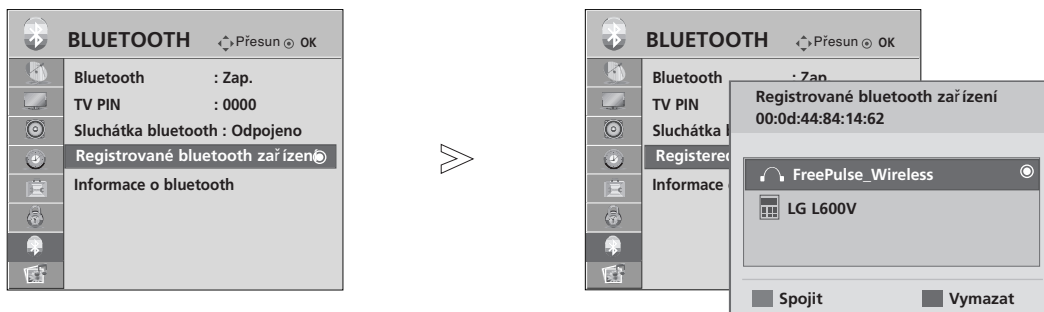 BLUETOOTH Přesun OK
Bluetooth : Zap.
TV PIN : 0000
Sluchátka bluetooth : Odpojeno
Registrované bluetooth zařízení
Informace o bluetooth
BLUETOOTH Přesun OK
Bluetooth : Zap
TV PIN
Sluchátka
Registered
Informace
Registrované bluetooth zařízení
00:0d:44:84:14:62
FreePulse_Wireless
LG L600V
Spojit Vymazat